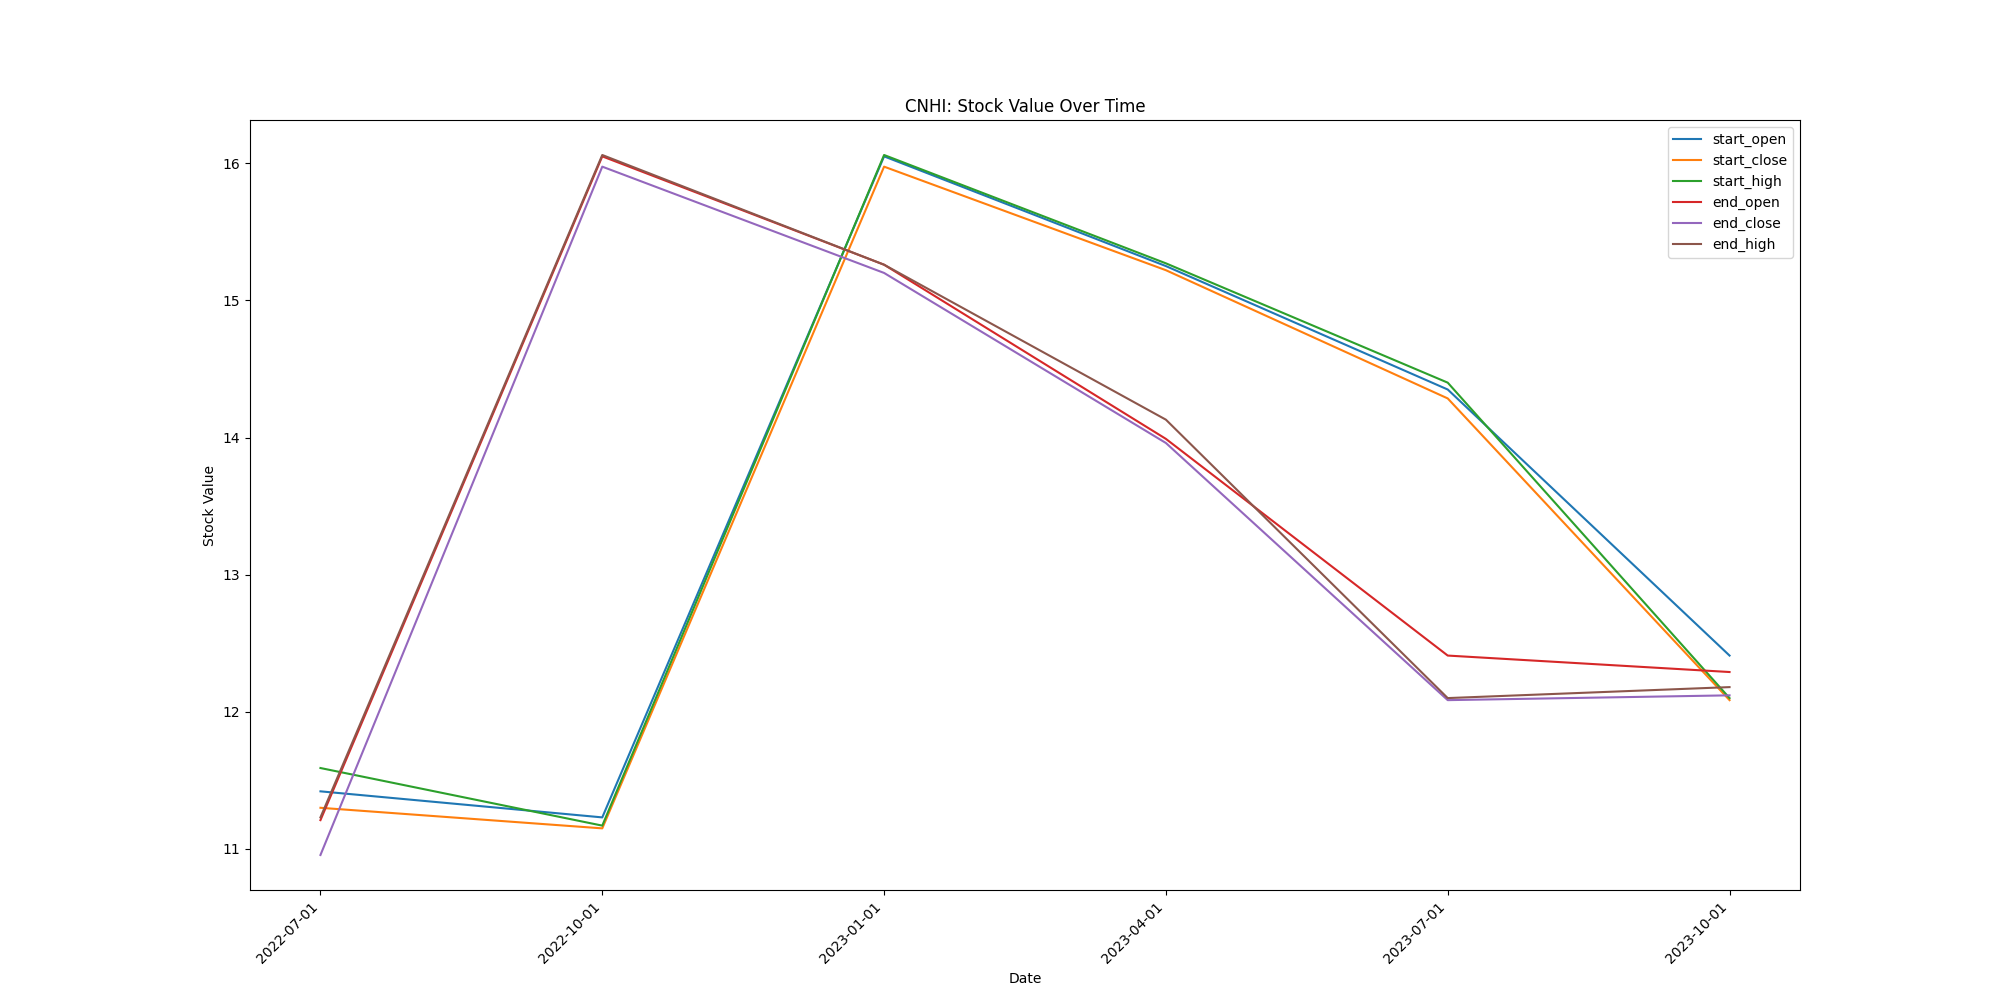 CNHI: Stock Value Over Time
start_open
start_close
start_high
end_open
end_close
end_high
Stock Value
16
15
14
13
12
11
2022-07-01
2022-10-01
2023-01-01
2023-04-01
2023-07-01
2023-10-01
Date